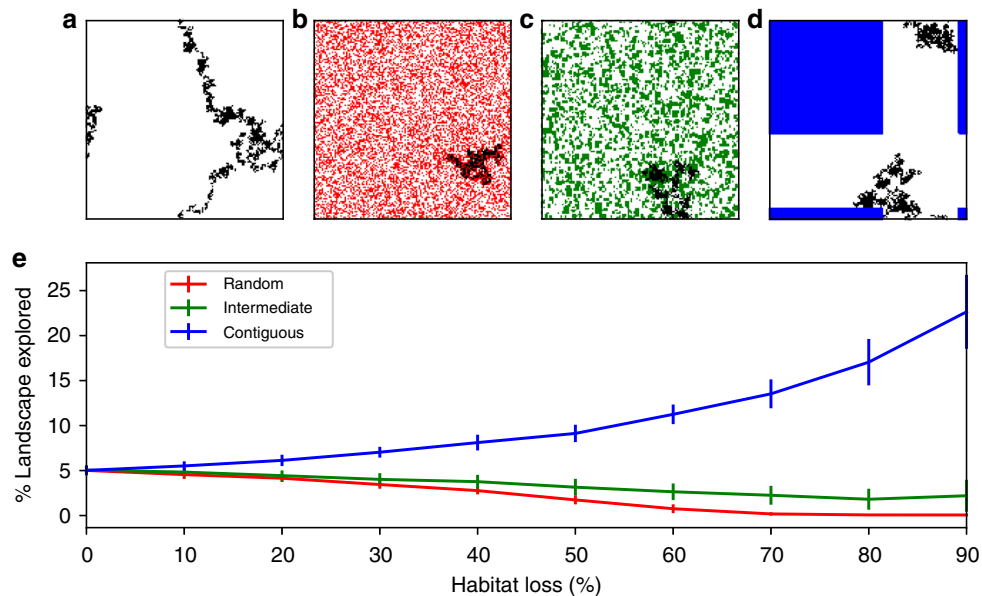 a
b
c
d
e
25
20
15
10
5
0
% Landscape explored
Random
Intermediate
Contiguous
0 10 20 30 40 50 60 70 80 90
Habitat loss (%)